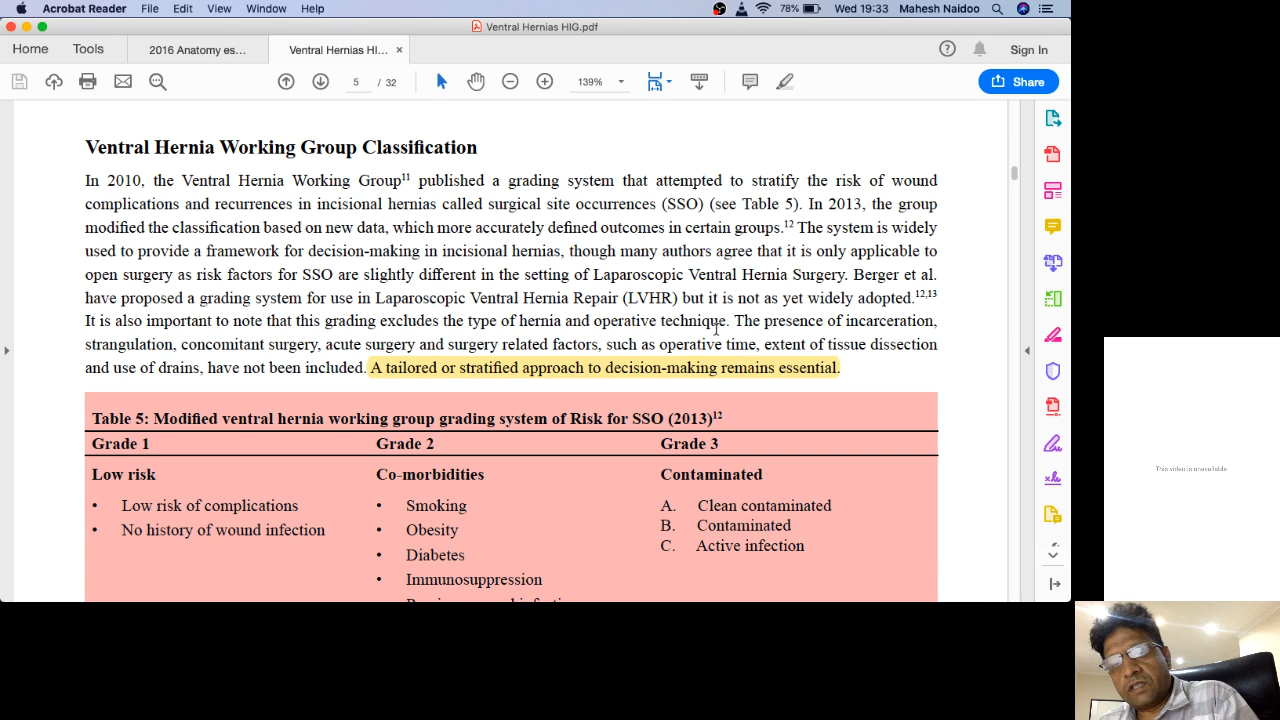 Acrobat Reader File Edit View Window Help 78% Wed 19:33 Mahesh Naidoo
Ventral Hernias HIG.pdf
Home Tools 2016 Anatomy es... Ventral Hernias HI... × Sign In
5 / 32 139% Share
Ventral Hernia Working Group Classification
In 2010, the Ventral Hernia Working Group11 published a grading system that attempted to stratify the risk of wound
complications and recurrences in incisional hernias called surgical site occurrences (SSO) (see Table 5). In 2013, the group
modified the classification based on new data, which more accurately defined outcomes in certain groups.12 The system is widely
used to provide a framework for decision-making in incisional hernias, though many authors agree that it is only applicable to
open surgery as risk factors for SSO are slightly different in the setting of Laparoscopic Ventral Hernia Surgery. Berger et al.
have proposed a grading system for use in Laparoscopic Ventral Hernia Repair (LVHR) but it is not as yet widely adopted.12,13
It is also important to note that this grading excludes the type of hernia and operative technique. The presence of incarceration,
strangulation, concomitant surgery, acute surgery and surgery related factors, such as operative time, extent of tissue dissection
and use of drains, have not been included. A tailored or stratified approach to decision-making remains essential.
Table 5: Modified ventral hernia working group grading system of Risk for SSO (2013)12
Grade 1 Grade 2 Grade 3
Low risk Co-morbidities Contaminated
• Low risk of complications • Smoking A. Clean contaminated
• No history of wound infection • Obesity B. Contaminated
• Diabetes C. Active infection
• Immunosuppression
This video is unavailable.